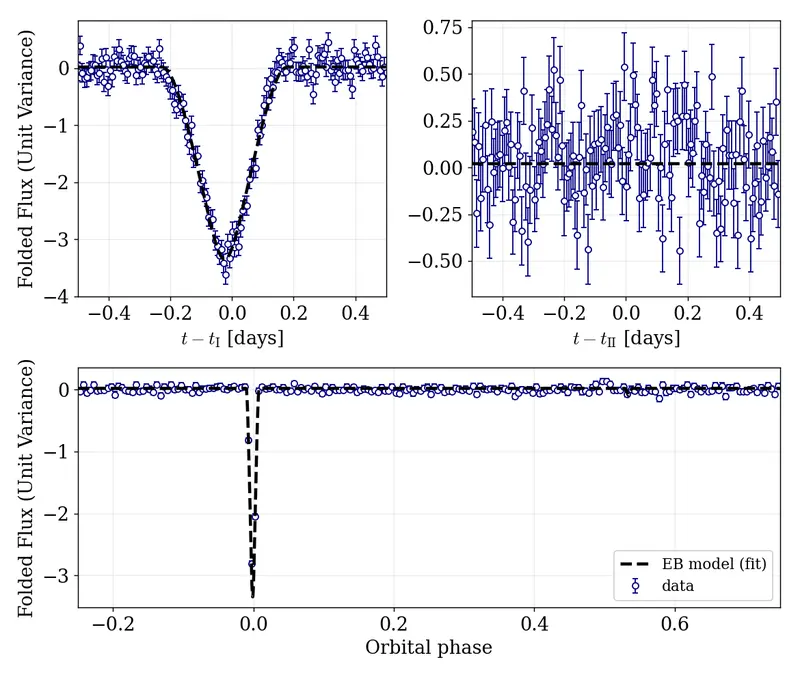 Folded Flux (Unit Variance)
0
−1
−2
−3
−4
−0.4 −0.2 0.0 0.2 0.4
t − tI [days]
0.75
0.50
0.25
0.00
−0.25
−0.50
−0.4 −0.2 0.0 0.2 0.4
t − tII [days]
Folded Flux (Unit Variance)
0
−1
−2
−3
EB model (fit)
data
−0.2 0.0 0.2 0.4 0.6
Orbital phase